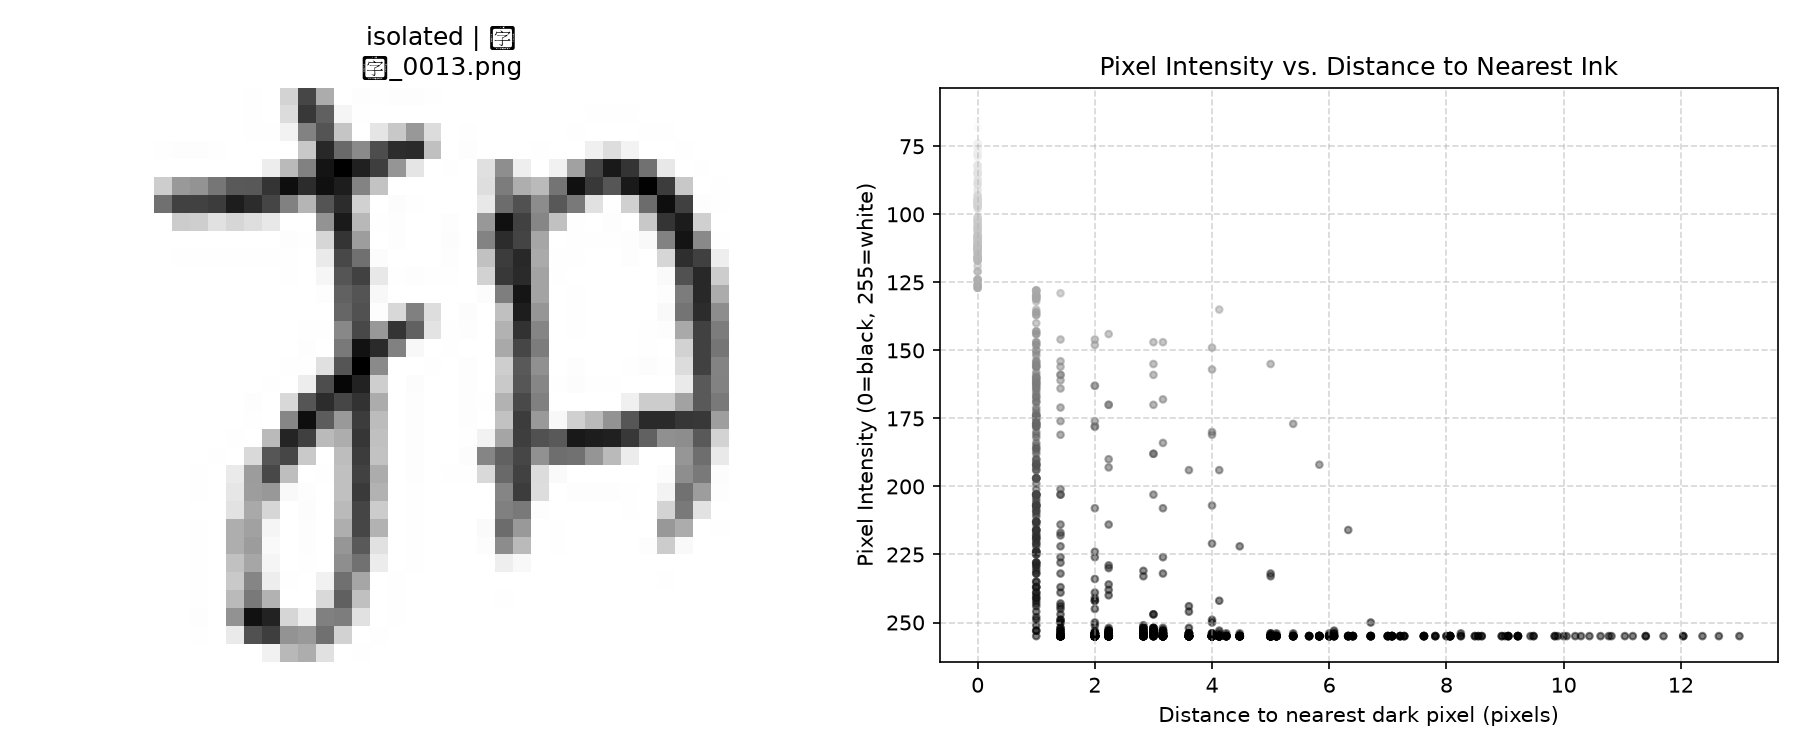 isolated |
_0013.png
扣
Pixel Intensity vs. Distance to Nearest Ink
Pixel Intensity (0=black, 255=white)
75
100
125
150
175
200
225
250
0 2 4 6 8 10 12
Distance to nearest dark pixel (pixels)